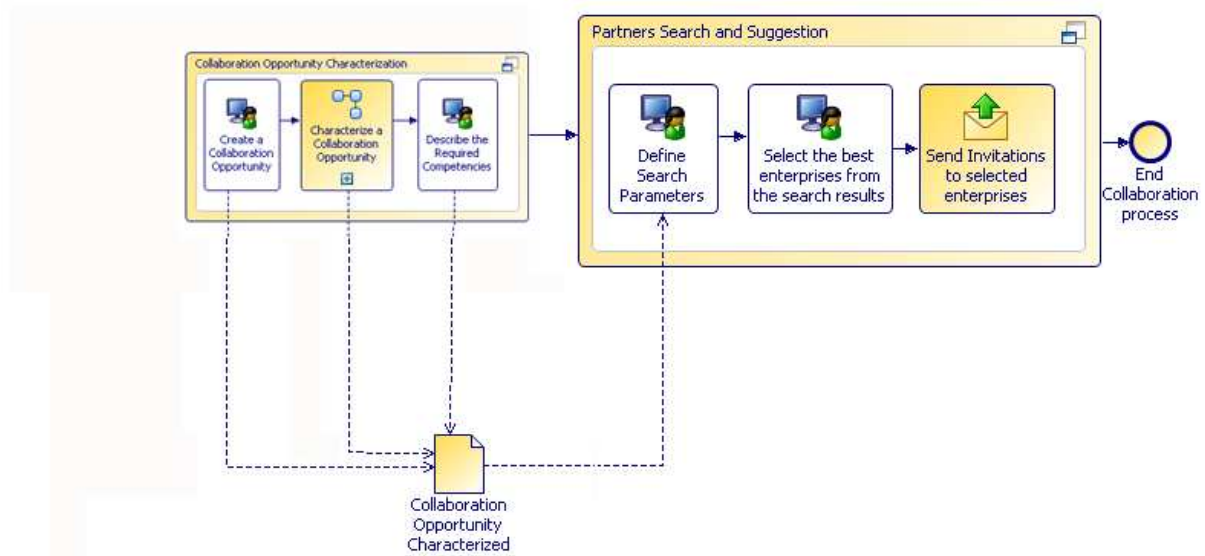 Partners Search and Suggestion
Collaboration Opportunity Characterization
Create a
Collaboration
Opportunity
Characterize a
Collaboration
Opportunity
Describe the
Required
Competencies
Define
Search
Parameters
Select the best
enterprises from
the search results
Send Invitations
to selected
enterprises
End
Collaboration
process
Collaboration
Opportunity
Characterized